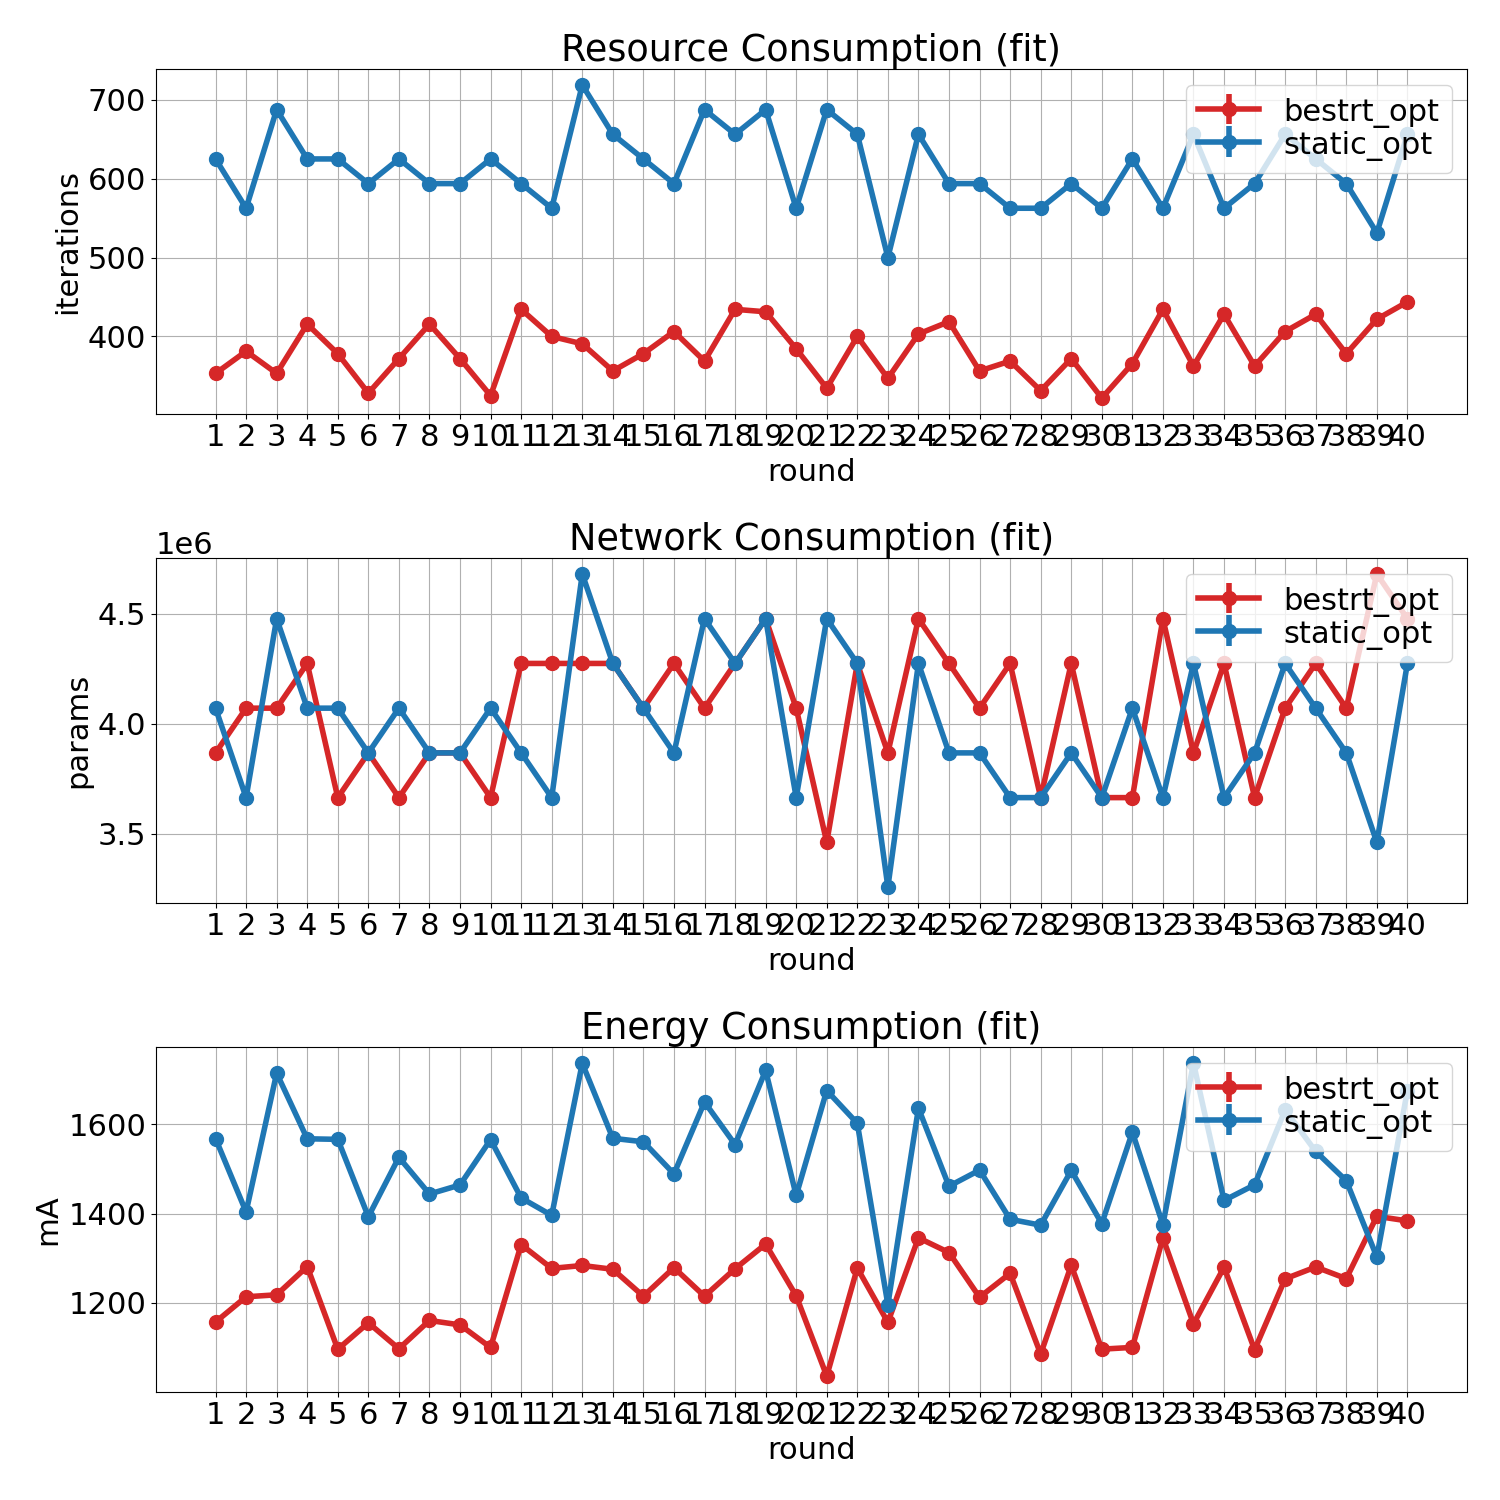 Resource Consumption (fit)
700
600
500
400
iterations
bestrt_opt
static_opt
1 2 3 4 5 6 7 8 9 10 11 12 13 14 15 16 17 18 19 20 21 22 23 24 25 26 27 28 29 30 31 32 33 34 35 36 37 38 39 40
round
Network Consumption (fit)
1e6
4.5
4.0
3.5
params
bestrt_opt
static_opt
1 2 3 4 5 6 7 8 9 10 11 12 13 14 15 16 17 18 19 20 21 22 23 24 25 26 27 28 29 30 31 32 33 34 35 36 37 38 39 40
round
Energy Consumption (fit)
1600
1400
1200
mA
bestrt_opt
static_opt
1 2 3 4 5 6 7 8 9 10 11 12 13 14 15 16 17 18 19 20 21 22 23 24 25 26 27 28 29 30 31 32 33 34 35 36 37 38 39 40
round